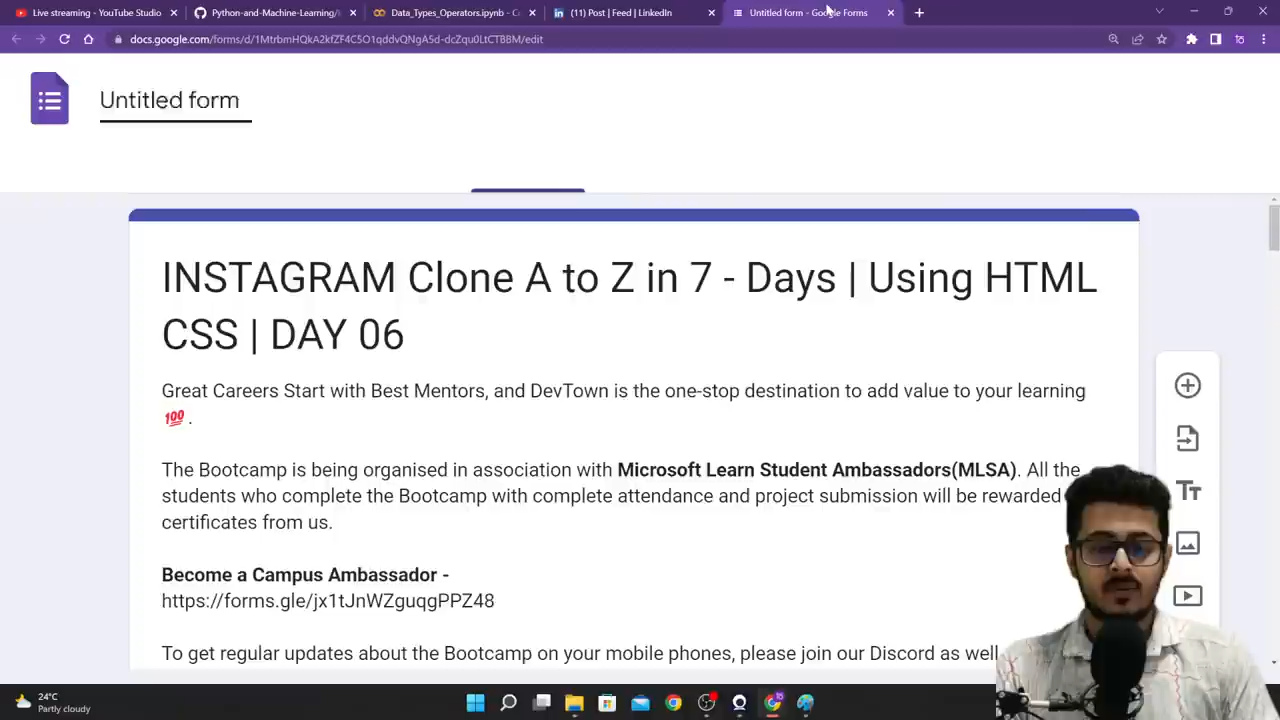 Live streaming - YouTube Studio
Python-and-Machine-Learning/
Data_Types_Operators.ipynb - C
(11) Post | Feed | LinkedIn
Untitled form - Google Forms
docs.google.com/forms/d/1MtrbmHQkA2kfZF4C5O1qddvQNgA5d-dcZqu0LtCTBBM/edit
Untitled form
INSTAGRAM Clone A to Z in 7 - Days | Using HTML
CSS | DAY 06
Great Careers Start with Best Mentors, and DevTown is the one-stop destination to add value to your learning
💯 .
The Bootcamp is being organised in association with Microsoft Learn Student Ambassadors(MLSA). All the
students who complete the Bootcamp with complete attendance and project submission will be rewarded
certificates from us.
Become a Campus Ambassador -
https://forms.gle/jx1tJnWZguqgPPZ48
To get regular updates about the Bootcamp on your mobile phones, please join our Discord as well
24°C
Partly cloudy